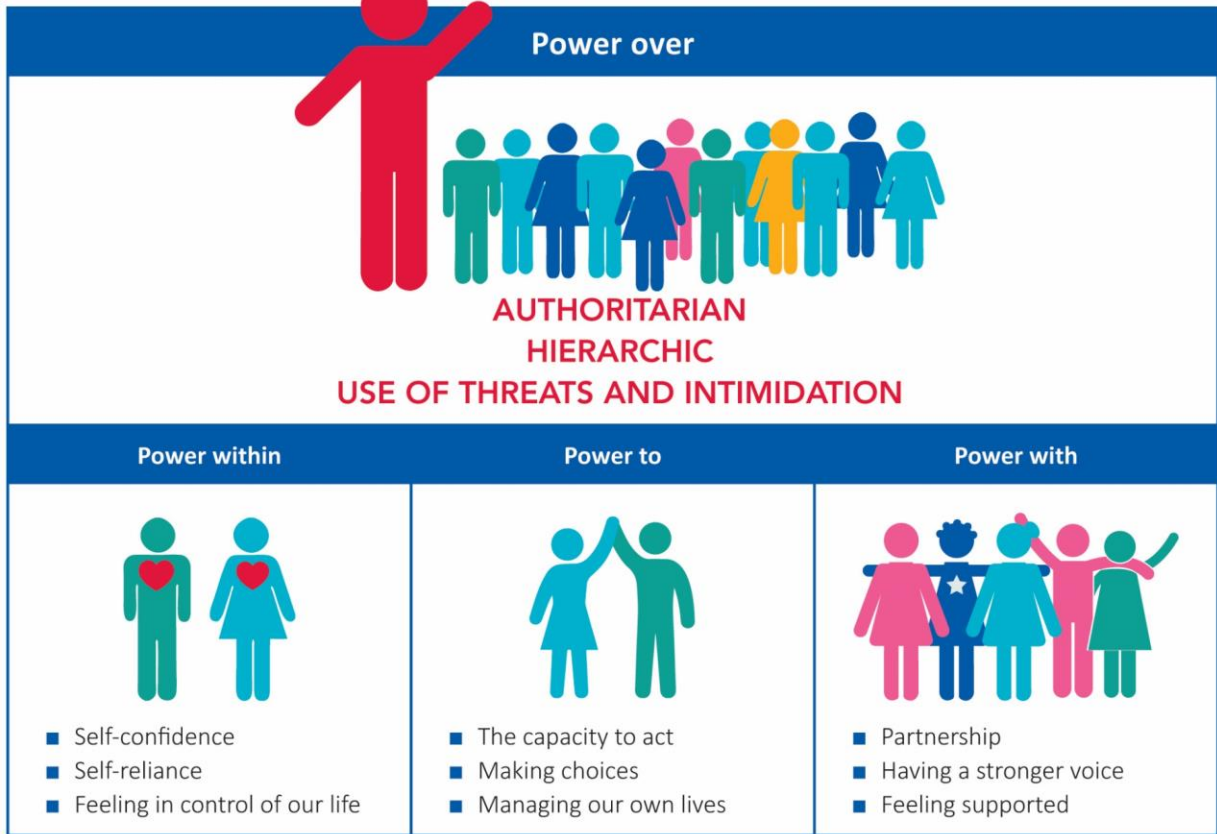 Power over
AUTHORITARIAN
HIERARCHIC
USE OF THREATS AND INTIMIDATION
Power within
Power to
Power with
■ Self-confidence
■ Self-reliance
■ Feeling in control of our life
■ The capacity to act
■ Making choices
■ Managing our own lives
■ Partnership
■ Having a stronger voice
■ Feeling supported